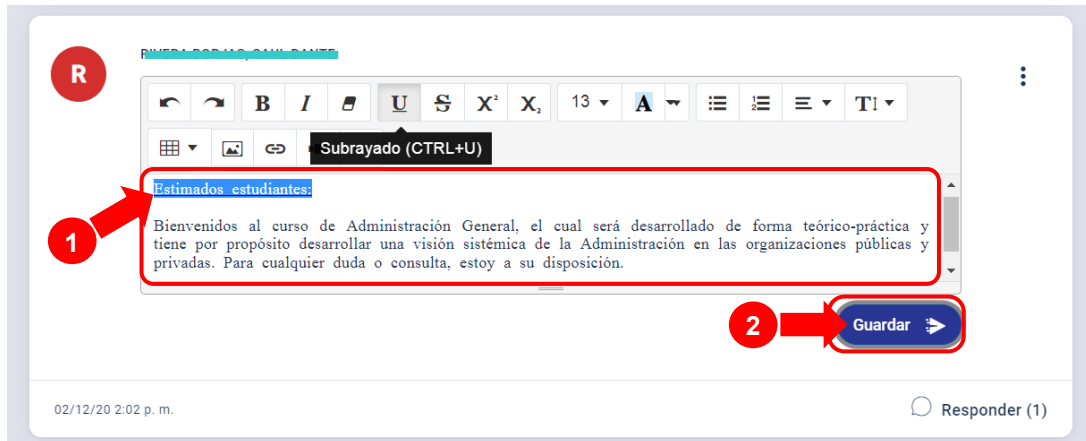 R
B I U S X² X₂ 13 A T
Subrayado (CTRL+U)
Estimados estudiantes:
Bienvenidos al curso de Administración General, el cual será desarrollado de forma teórico-práctica y
tiene por propósito desarrollar una visión sistémica de la Administración en las organizaciones públicas y
privadas. Para cualquier duda o consulta, estoy a su disposición.
1
2
Guardar
02/12/20 2:02 p. m.
Responder (1)